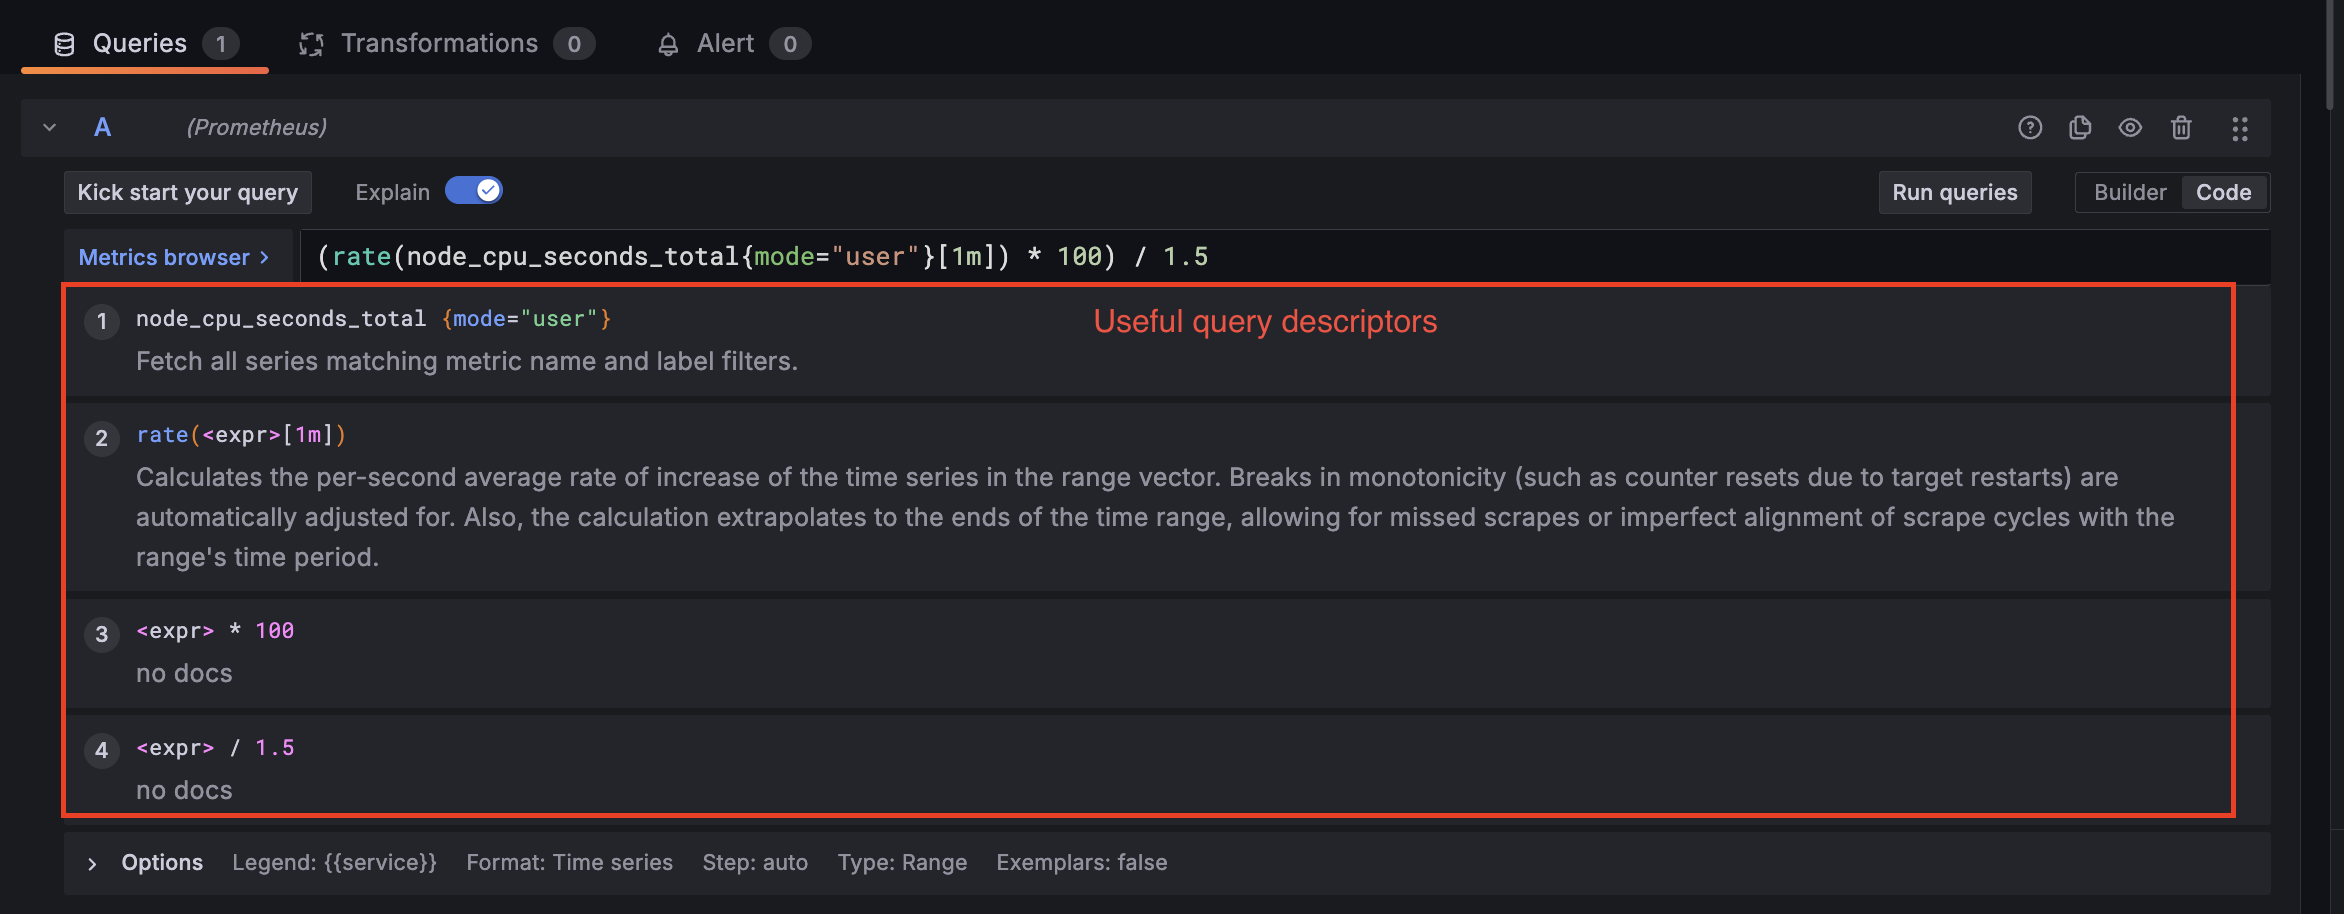 Queries 1 Transformations 0 Alert 0
A (Prometheus)
Kick start your query Explain Run queries Builder Code
Metrics browser > (rate(node_cpu_seconds_total{mode="user"}[1m]) * 100) / 1.5
1 node_cpu_seconds_total {mode="user"} Useful query descriptors
Fetch all series matching metric name and label filters.
2 rate(<expr>[1m])
Calculates the per-second average rate of increase of the time series in the range vector. Breaks in monotonicity (such as counter resets due to target restarts) are
automatically adjusted for. Also, the calculation extrapolates to the ends of the time range, allowing for missed scrapes or imperfect alignment of scrape cycles with the
range's time period.
3 <expr> * 100
no docs
4 <expr> / 1.5
no docs
Options Legend: {{service}} Format: Time series Step: auto Type: Range Exemplars: false